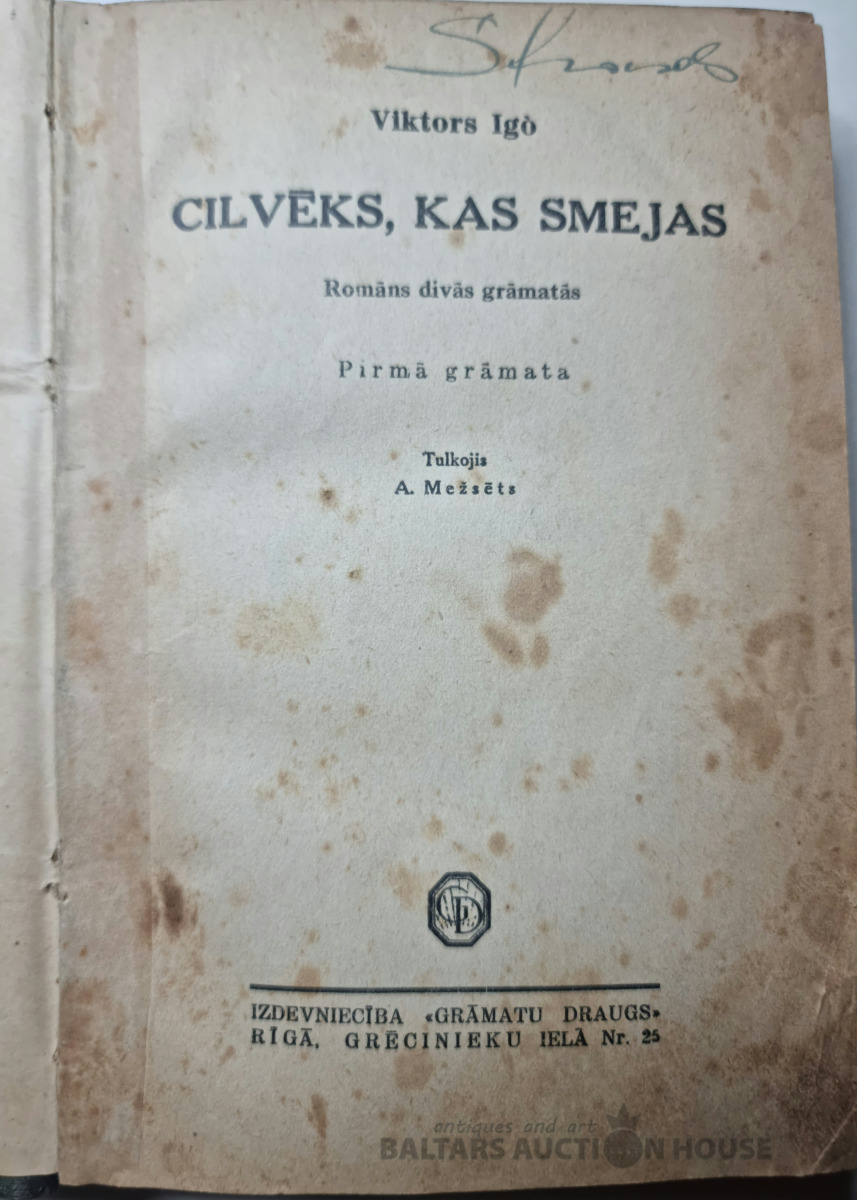 Viktors Igò
CILVĒKS, KAS SMEJAS
Romāns divās grāmatās
Pirmā grāmata
Tulkojis
A. Mežsēts
GD
IZDEVNIECĪBA «GRĀMATU DRAUGS»
RĪGĀ, GRĒCINIEKU IELĀ Nr. 25
antiques and art
BALTARS AUCTION HOUSE